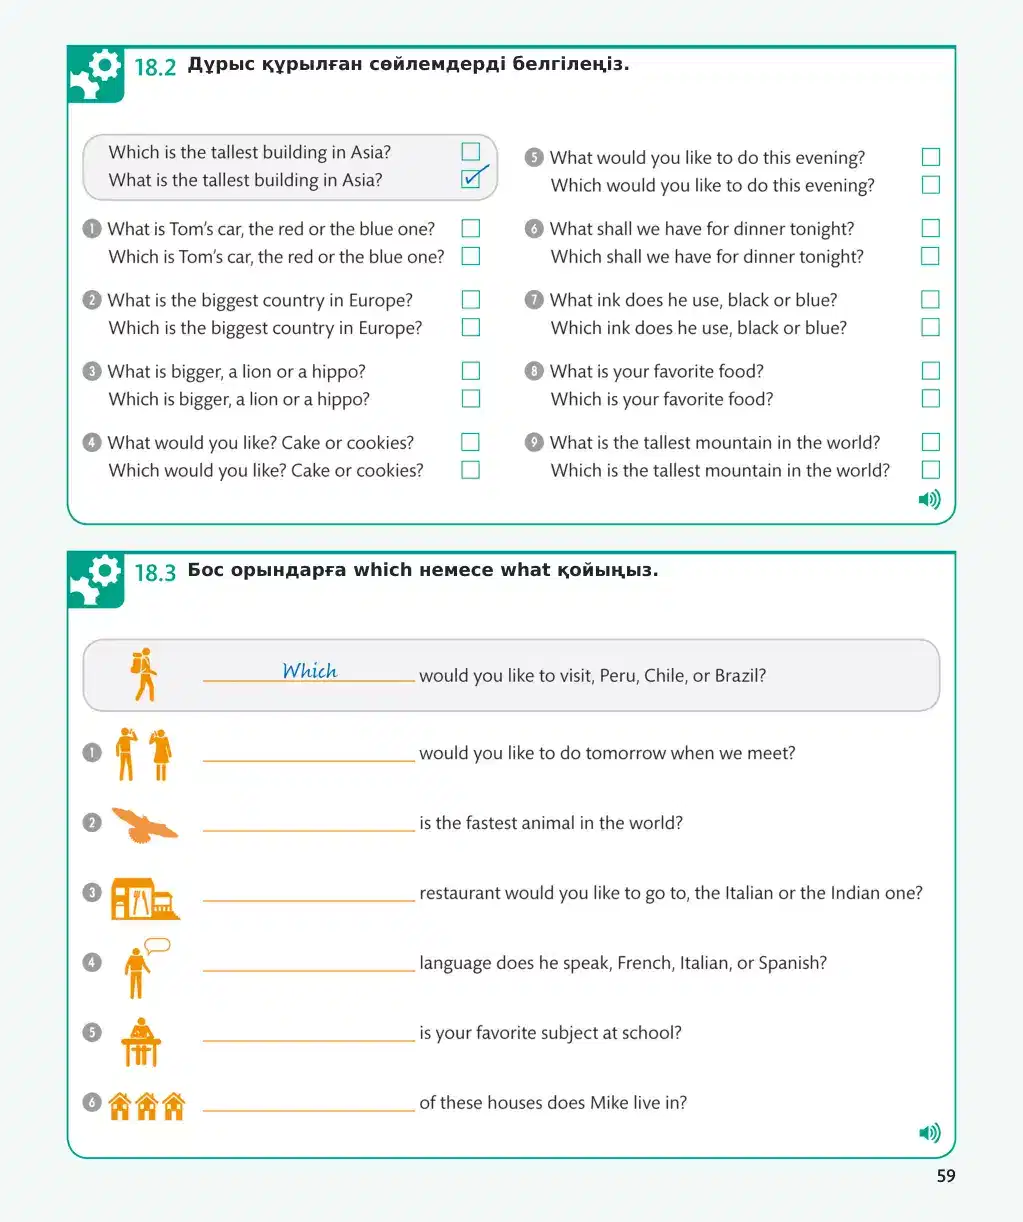 18.2 Дұрыс құрылған сөйлемдерді белгілеңіз.
Which is the tallest building in Asia?
What is the tallest building in Asia?
1 What is Tom's car, the red or the blue one?
Which is Tom's car, the red or the blue one?
2 What is the biggest country in Europe?
Which is the biggest country in Europe?
3 What is bigger, a lion or a hippo?
Which is bigger, a lion or a hippo?
4 What would you like? Cake or cookies?
Which would you like? Cake or cookies?
5 What would you like to do this evening?
Which would you like to do this evening?
6 What shall we have for dinner tonight?
Which shall we have for dinner tonight?
7 What ink does he use, black or blue?
Which ink does he use, black or blue?
8 What is your favorite food?
Which is your favorite food?
9 What is the tallest mountain in the world?
Which is the tallest mountain in the world?
18.3 Бос орындарға which немесе what қойыңыз.
Which would you like to visit, Peru, Chile, or Brazil?
1 would you like to do tomorrow when we meet?
2 is the fastest animal in the world?
3 restaurant would you like to go to, the Italian or the Indian one?
4 language does he speak, French, Italian, or Spanish?
5 is your favorite subject at school?
6 of these houses does Mike live in?
59